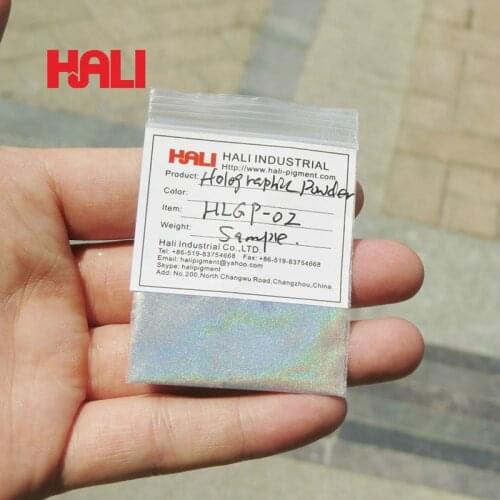 HALI
HALI HALI INDUSTRIAL
Http://www.hali-pigment.com
Product: Holographic Powder
Color:
Item: HLGP-02
Weight: Sample.
Hali Industrial Co.,LTD.
Tel: +86-519-83754668 Fax: +86-519-83754668
Email: halipigment@yahoo.com
Skype: halipigment
Add: No.200,North Changwu Road,Changzhou,China.